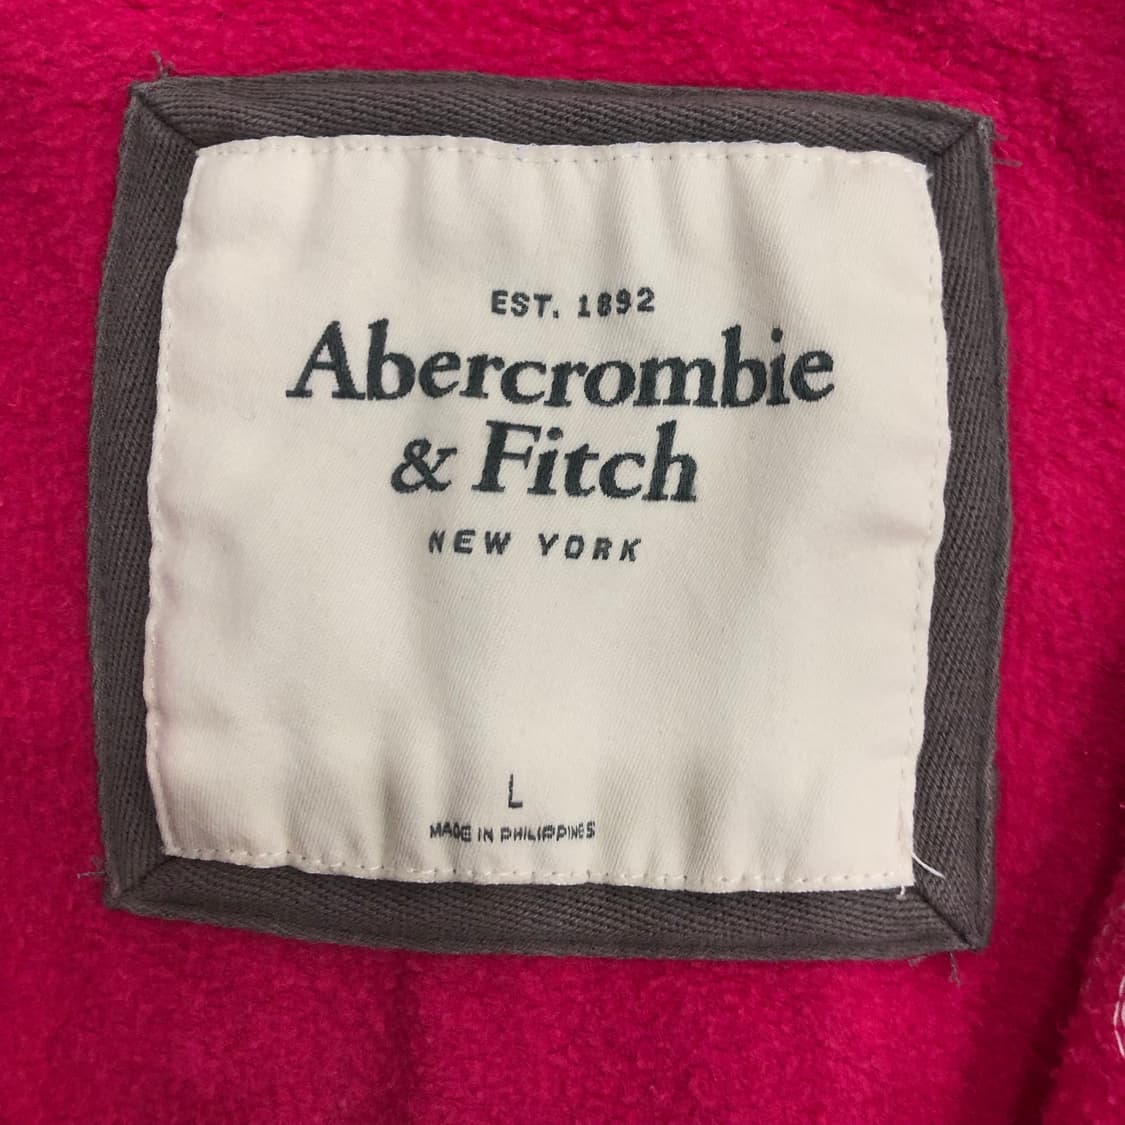 EST. 1892
Abercrombie
& Fitch
NEW YORK
L
MADE IN PHILIPPINES